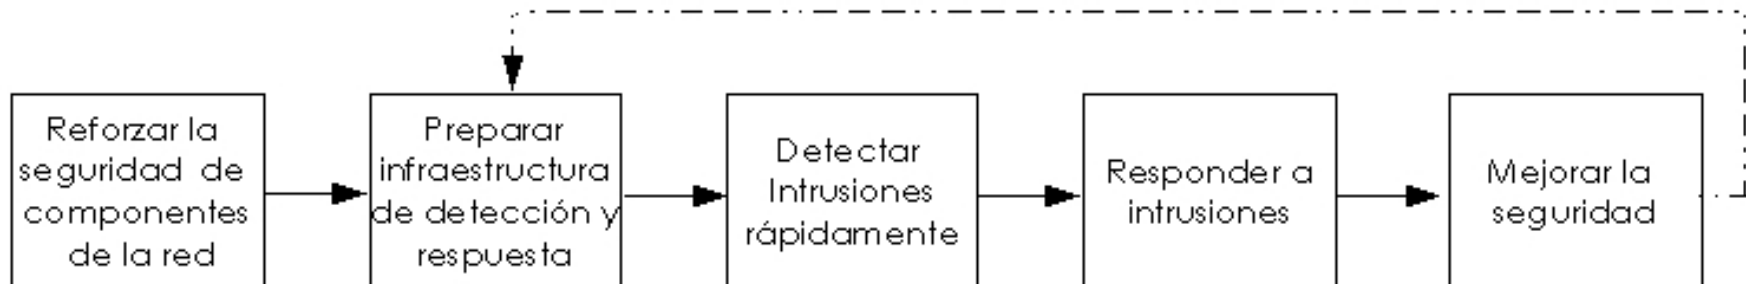 Reforzar la
seguridad de
componentes
de la red
Preparar
infraestructura
de detección y
respuesta
Detectar
Intrusiones
rápidamente
Responder a
intrusiones
Mejorar la
seguridad